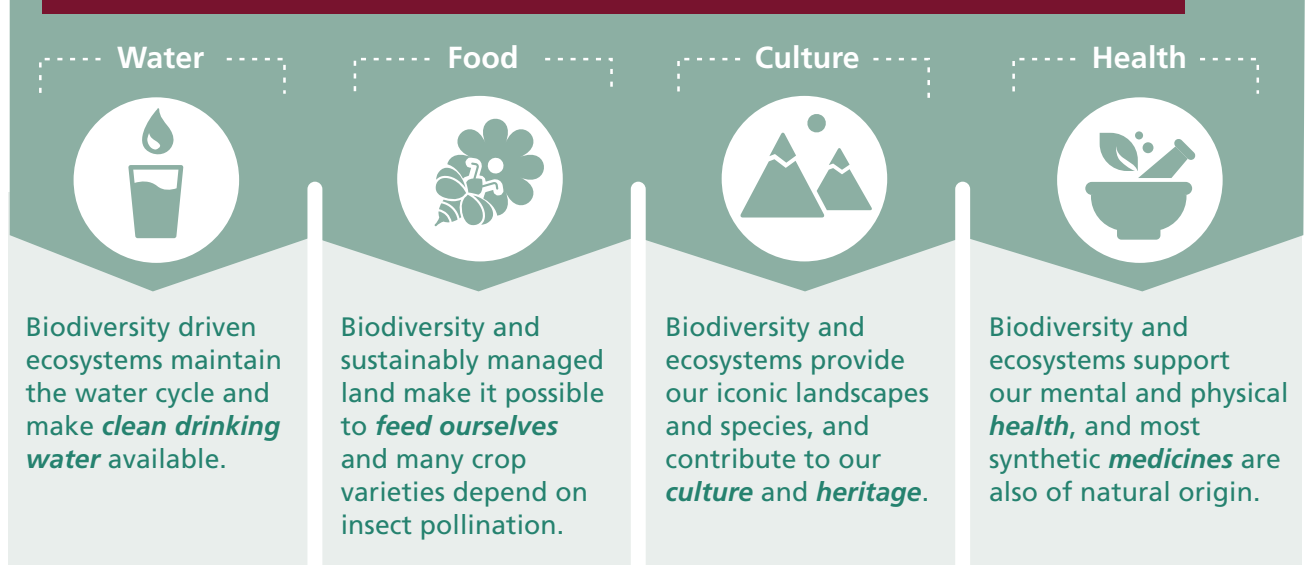 Water
Biodiversity driven
ecosystems maintain
the water cycle and
make clean drinking
water available.
Food
Biodiversity and
sustainably managed
land make it possible
to feed ourselves
and many crop
varieties depend on
insect pollination.
Culture
Biodiversity and
ecosystems provide
our iconic landscapes
and species, and
contribute to our
culture and heritage.
Health
Biodiversity and
ecosystems support
our mental and physical
health, and most
synthetic medicines are
also of natural origin.